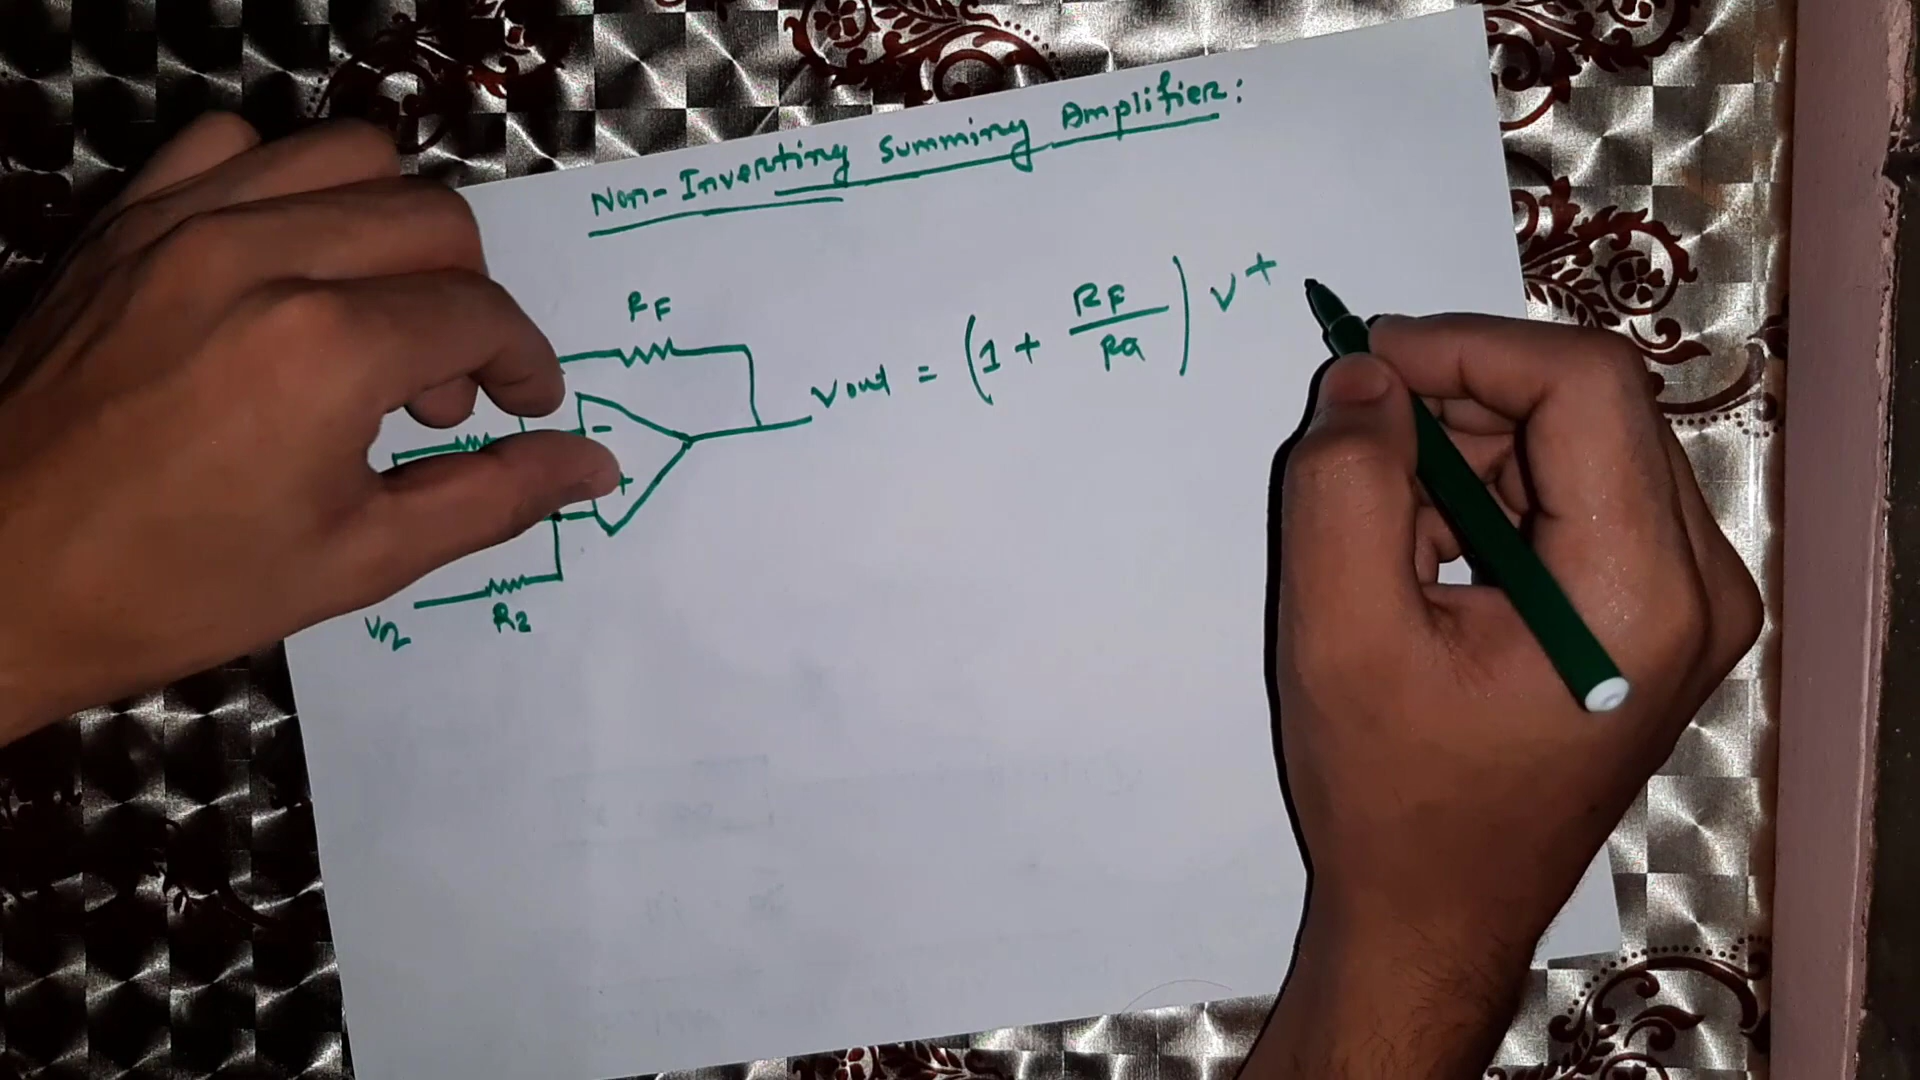 Non-Inverting Summing Amplifier:
RF
Vout = (1 + RF/Ra) V+
-
+
V2
R2